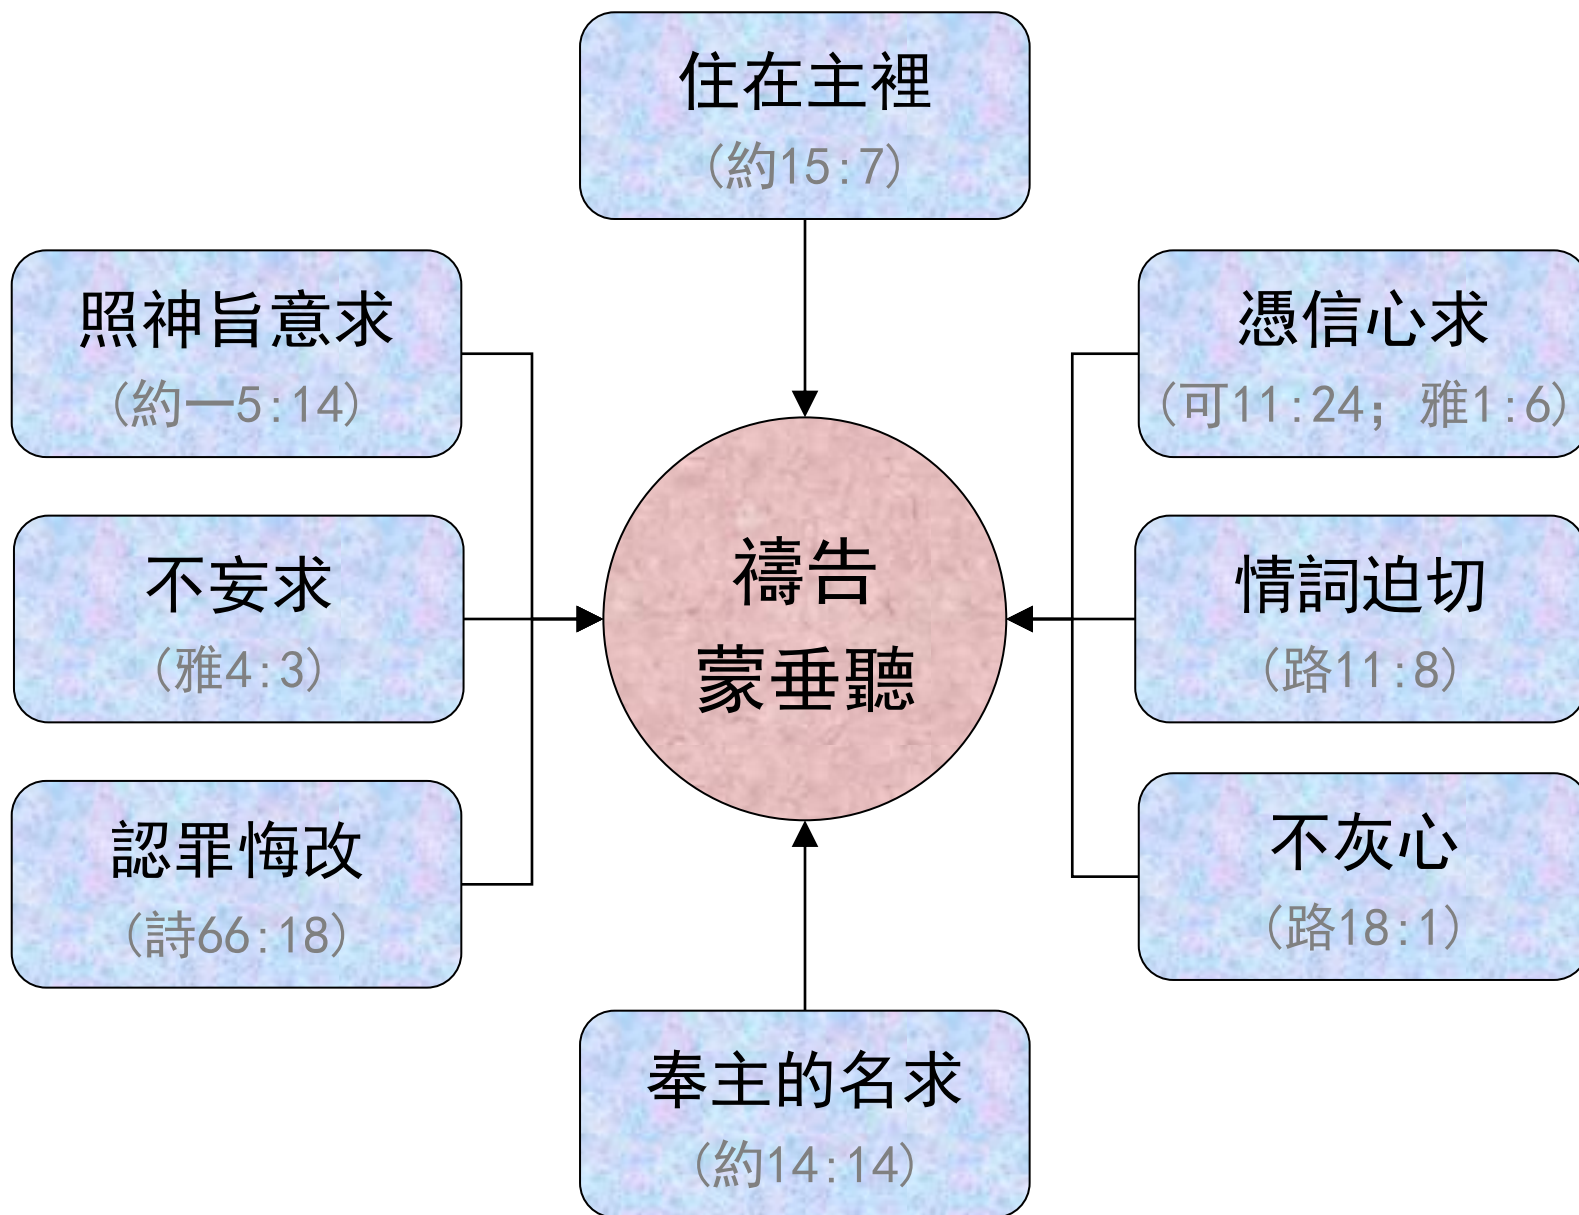 住在主裡
(約15:7)
照神旨意求
(約一5:14)
憑信心求
(可11:24; 雅1:6)
不妄求
(雅4:3)
禱告
蒙垂聽
情詞迫切
(路11:8)
認罪悔改
(詩66:18)
不灰心
(路18:1)
奉主的名求
(約14:14)